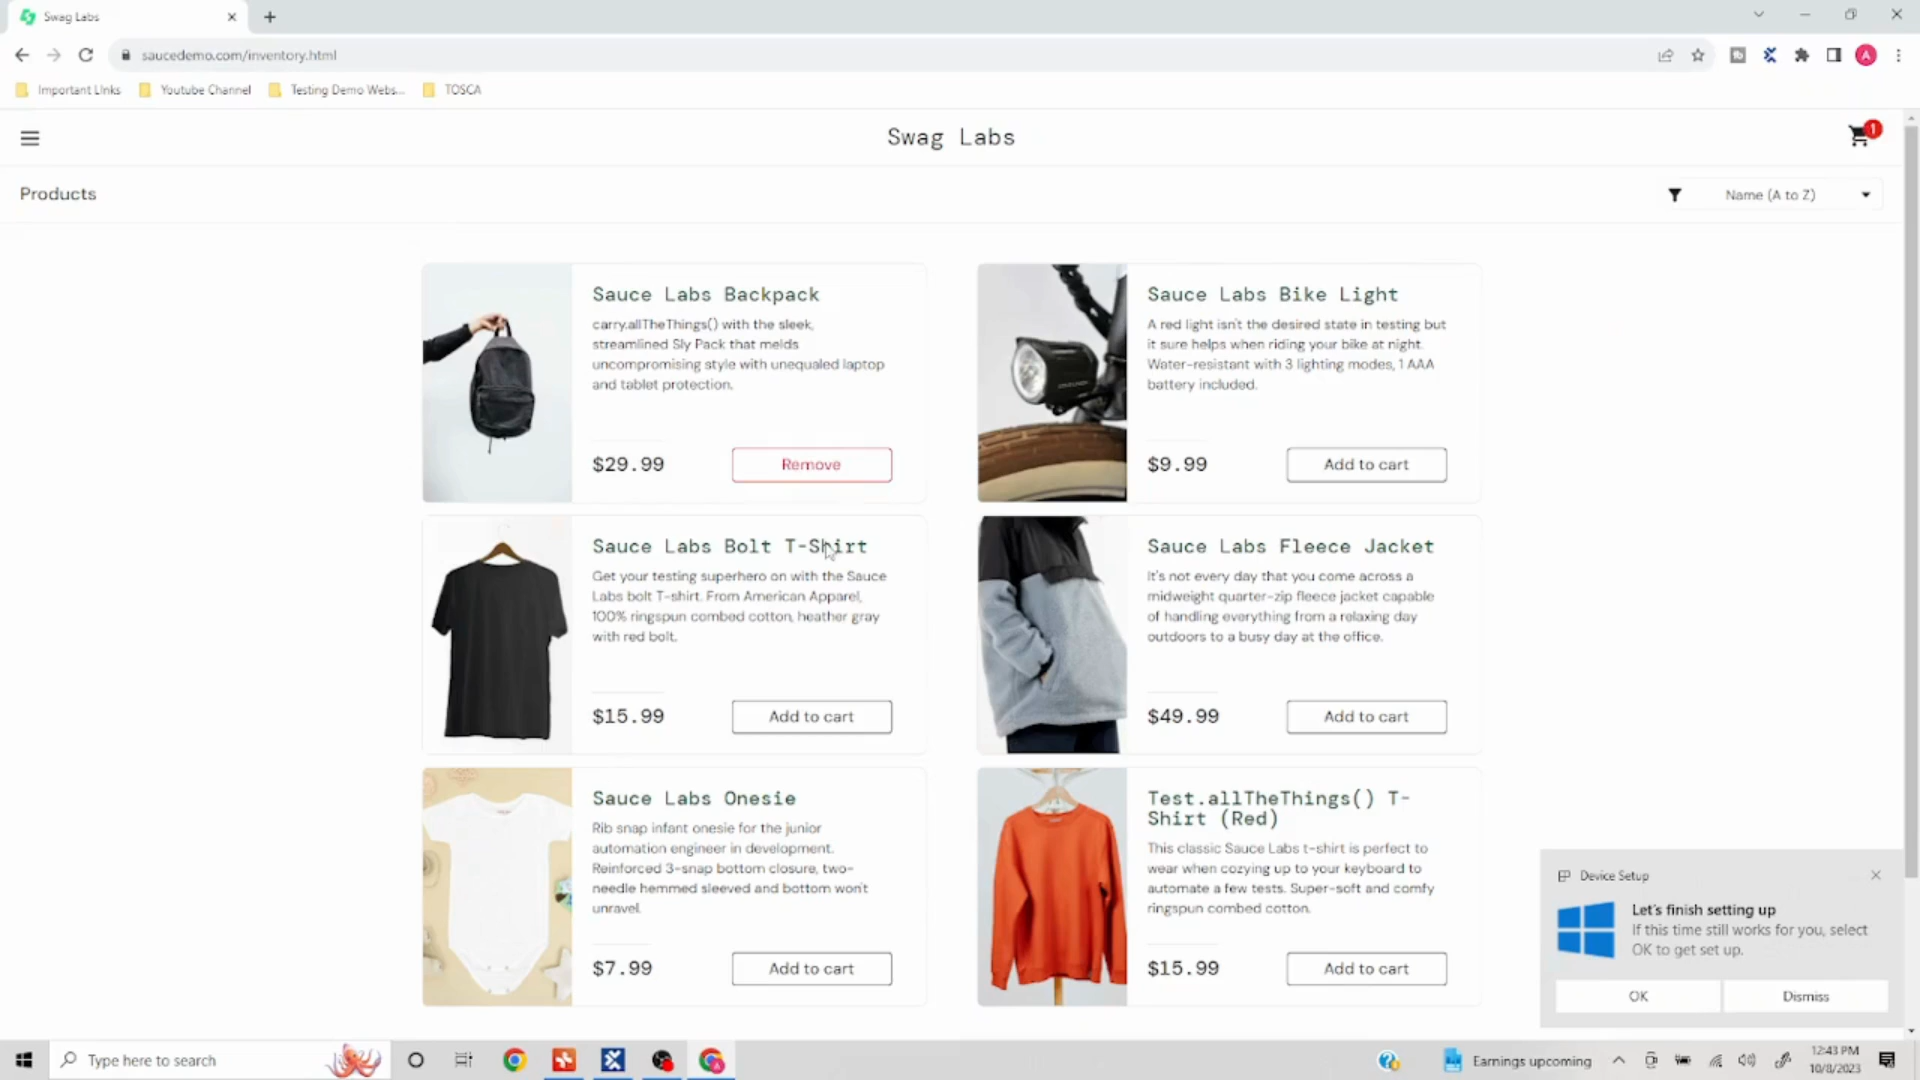 Swag Labs
saucedemo.com/inventory.html
A
Important LInks
Youtube Channel
Testing Demo Webs...
TOSCA
Swag Labs
1
Products
Name (A to Z)
Sauce Labs Backpack
carry.allTheThings() with the sleek,
streamlined Sly Pack that melds
uncompromising style with unequaled laptop
and tablet protection.
$29.99
Remove
Sauce Labs Bike Light
A red light isn't the desired state in testing but
it sure helps when riding your bike at night.
Water-resistant with 3 lighting modes, 1 AAA
battery included.
$9.99
Add to cart
Sauce Labs Bolt T-Shirt
Get your testing superhero on with the Sauce
Labs bolt T-shirt. From American Apparel,
100% ringspun combed cotton, heather gray
with red bolt.
$15.99
Add to cart
Sauce Labs Fleece Jacket
It's not every day that you come across a
midweight quarter-zip fleece jacket capable
of handling everything from a relaxing day
outdoors to a busy day at the office.
$49.99
Add to cart
Sauce Labs Onesie
Rib snap infant onesie for the junior
automation engineer in development.
Reinforced 3-snap bottom closure, two-
needle hemmed sleeved and bottom won't
unravel.
$7.99
Add to cart
Test.allTheThings() T-
Shirt (Red)
This classic Sauce Labs t-shirt is perfect to
wear when cozying up to your keyboard to
automate a few tests. Super-soft and comfy
ringspun combed cotton.
$15.99
Add to cart
Device Setup
Let's finish setting up
If this time still works for you, select
OK to get set up.
OK
Dismiss
Type here to search
Earnings upcoming
12:43 PM
10/8/2023